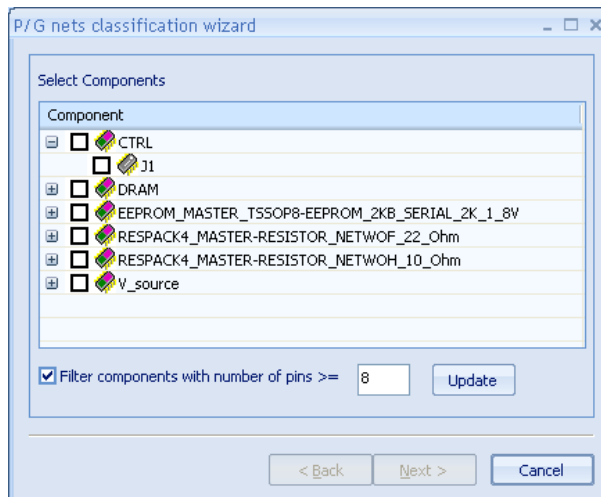 P/G nets classification wizard
Select Components
Component
CTRL
J1
DRAM
EEPROM_MASTER_TSSOP8-EEPROM_2KB_SERIAL_2K_1_8V
RESPACK4_MASTER-RESISTOR_NETWOF_22_Ohm
RESPACK4_MASTER-RESISTOR_NETWOH_10_Ohm
V_source
Filter components with number of pins >= 8 Update
< Back Next > Cancel